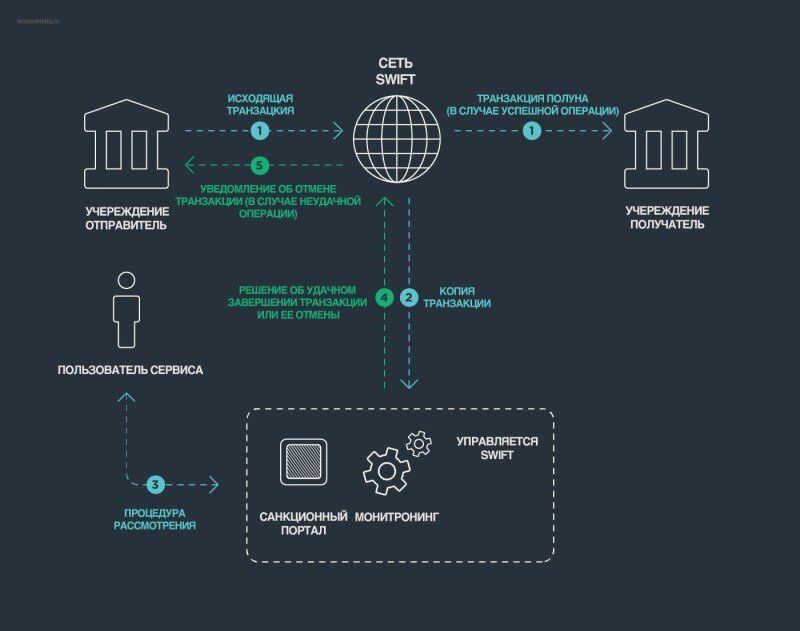 economista.ru
СЕТЬ
SWIFT
ИСХОДЯЩАЯ
ТРАНЗАЦКИЯ
1
ТРАНЗАКЦИЯ ПОЛУНА
(В СЛУЧАЕ УСПЕШНОЙ ОПЕРАЦИИ)
1
5
УВЕДОМЛЕНИЕ ОБ ОТМЕНЕ
ТРАНЗАКЦИИ (В СЛУЧАЕ НЕУДАЧНОЙ
ОПЕРАЦИИ)
УЧЕРЕЖДЕНИЕ
ОТПРАВИТЕЛЬ
УЧЕРЕЖДЕНИЕ
ПОЛУЧАТЕЛЬ
РЕШЕНИЕ ОБ УДАЧНОМ
ЗАВЕРШЕНИИ ТРАНЗАКЦИИ
ИЛИ ЕЕ ОТМЕНЫ
4
2
КОПИЯ
ТРАНЗАКЦИИ
ПОЛЬЗОВАТЕЛЬ СЕРВИСА
3
ПРОЦЕДУРА
РАССМОТРЕНИЯ
УПРАВЛЯЕТСЯ
SWIFT
САНКЦИОННЫЙ
ПОРТАЛ
МОНИТРОНИНГ